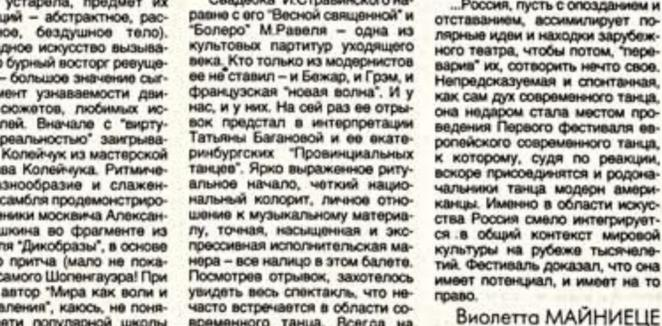 устарела, предмет их
ций – абстрактное, рас-
ное, бездушное тело).
дное искусство вызыва-
бурный восторг ревуще-
– большое значение сыг-
мент узнаваемости дви-
сюжетов, любимых ис-
лей. Вначале с "вирту-
реальностью" заигрыва-
Колейчук из мастерской
ва Колейчука. Ритмиче-
знообразие и слажен-
самбля продемонстриро-
ники москвича Алексан-
шкина во фрагменте из
ля "Дикобразы", в основе
притча (мало не пока-
самого Шопенгауэра! При
автор "Мира как воли и
вления", каюсь, не поня-
ети популярной школы
"Свадебка" И.Стравинского на-
равне с его "Весной священной" и
"Болеро" М.Равеля – одна из
культовых партитур уходящего
века. Кто только из модернистов
ее не ставил – и Бежар, и Грэм, и
французская "новая волна". И у
нас, и у них. На сей раз ее отры-
вок предстал в интерпретации
Татьяны Багановой и ее екате-
ринбургских "Провинциальных
танцев". Ярко выраженное риту-
альное начало, четкий нацио-
нальный колорит, личное отно-
шение к музыкальному материа-
лу, точная, насыщенная и экс-
прессивная исполнительская ма-
нера – все налицо в этом балете.
Посмотрев отрывок, захотелось
увидеть весь спектакль, что не-
часто встречается в области со-
временного танца. Всегда на
...Россия, пусть с опозданием и
отставанием, ассимилирует по-
лярные идеи и находки зарубеж-
ного театра, чтобы потом, "пере-
варив" их, сотворить нечто свое.
Непредсказуемая и спонтанная,
как сам дух современного танца,
она недаром стала местом про-
ведения Первого фестиваля ев-
ропейского современного танца,
к которому, судя по реакции,
вскоре присоединятся и родона-
чальники танца модерн амери-
канцы. Именно в области искус-
ства Россия смело интегрирует-
ся в общий контекст мировой
культуры на рубеже тысячеле-
тий. Фестиваль доказал, что она
имеет потенциал, и имеет на то
право.
Виолетта МАЙНИЕЦЕ